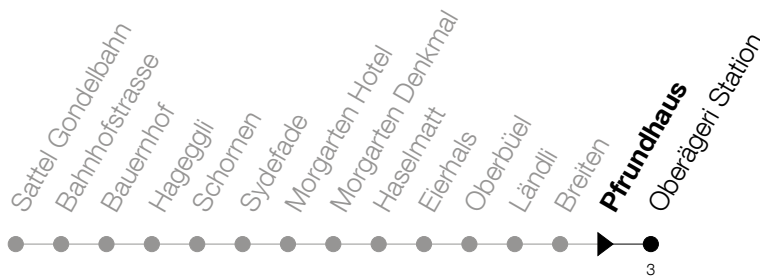 Sattel Gondelbahn
Bahnhofstrasse
Bauernhof
Hageggli
Schornen
Sydefade
Morgarten Hotel
Morgarten Denkmal
Haselmatt
Eierhals
Oberbüel
Ländli
Breiten
Pfrundhaus
Oberägeri Station
3